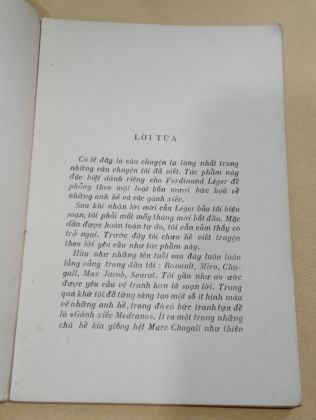 LỜI TỰA
Có lẽ đây là câu chuyện lạ lùng nhất trong
những câu chuyện tôi đã viết. Tác phẩm này
đặc biệt dành riêng cho Ferdinand Léger để
phỏng theo một loạt bốn mươi bức họa về
những anh hề và các gánh xiếc.
Sau khi nhận lời mời của Léger bảo tôi biên
soạn, tôi phải mất mấy tháng mới bắt đầu. Mặc
dầu được hoàn toàn tự do, tôi vẫn cảm thấy có
trở ngại. Trước đây tôi chưa hề viết truyện
theo lời yêu cầu như tác phẩm này.
Hầu như những tên tuổi sau đây luôn luôn
lẳng vẳng trong đầu tôi : Rouault, Miro, Cha-
gall, Max Jacob, Seurat. Tôi gần như ao ước
được yêu cầu vẽ tranh hơn là soạn lời. Trong
quá khứ tôi đã từng sáng tạo một số ít hình màu
về những anh hề, trong đó có bức tranh tựa đề
là «Gánh xiếc Medrano». Ít ra một trong những
chú hề kia giống hệt Marc Chagall như thiên